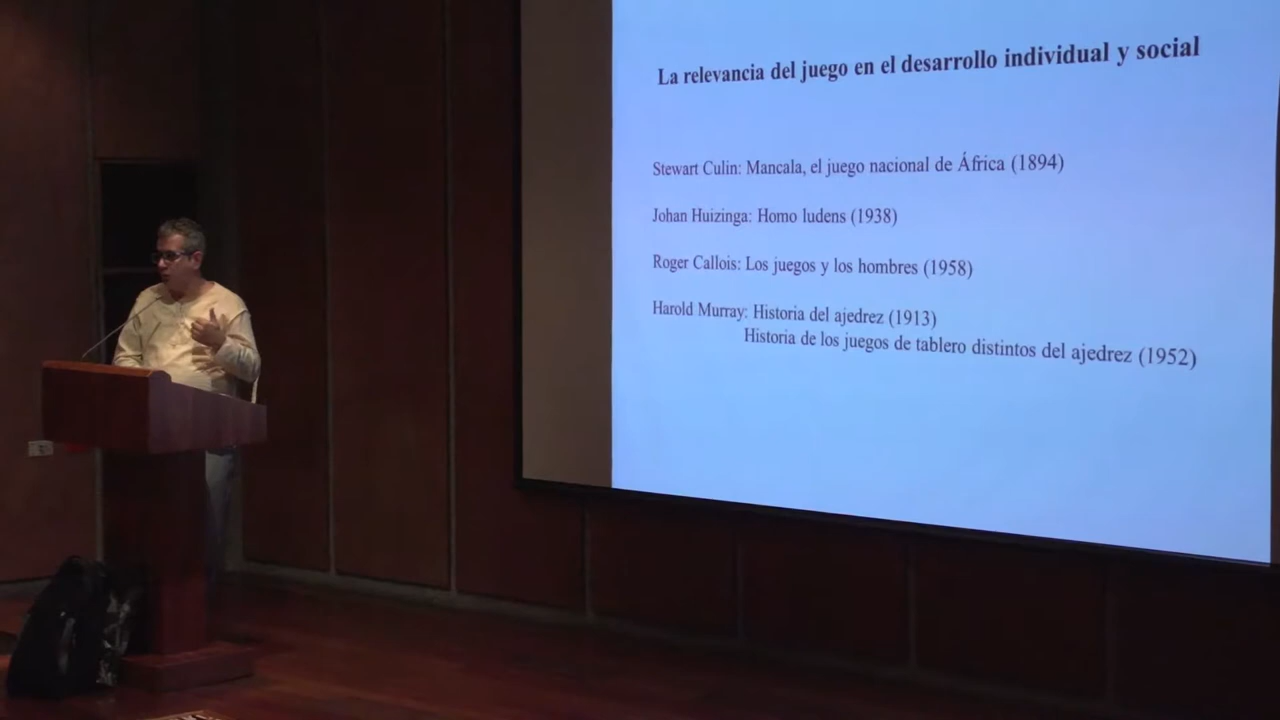 La relevancia del juego en el desarrollo individual y social
Stewart Culin: Mancala, el juego nacional de África (1894)
Johan Huizinga: Homo ludens (1938)
Roger Callois: Los juegos y los hombres (1958)
Harold Murray: Historia del ajedrez (1913)
Historia de los juegos de tablero distintos del ajedrez (1952)